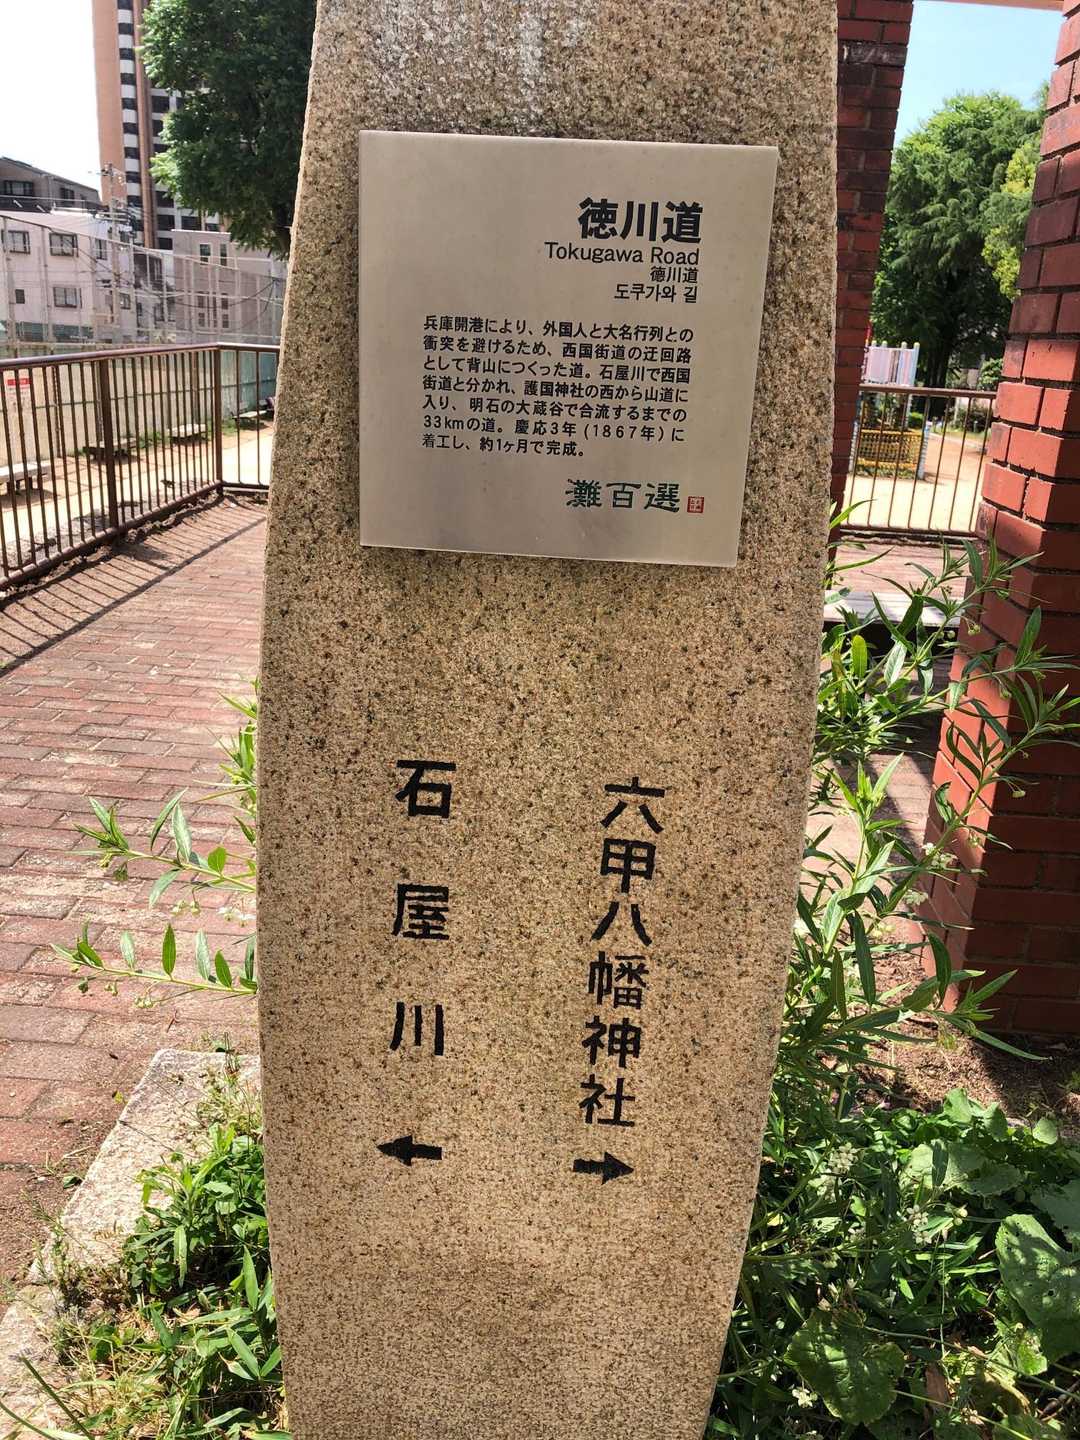 徳川道
Tokugawa Road
德川道
도쿠가와 길
兵庫開港により、外国人と大名行列との
衝突を避けるため、西国街道の迂回路
として背山につくった道。石屋川で西国
街道と分かれ、護国神社の西から山道に
入り、明石の大蔵谷で合流するまでの
33kmの道。慶応3年(1867年)に
着工し、約1ヶ月で完成。
灘百選
六甲八幡神社
→
石屋川
←